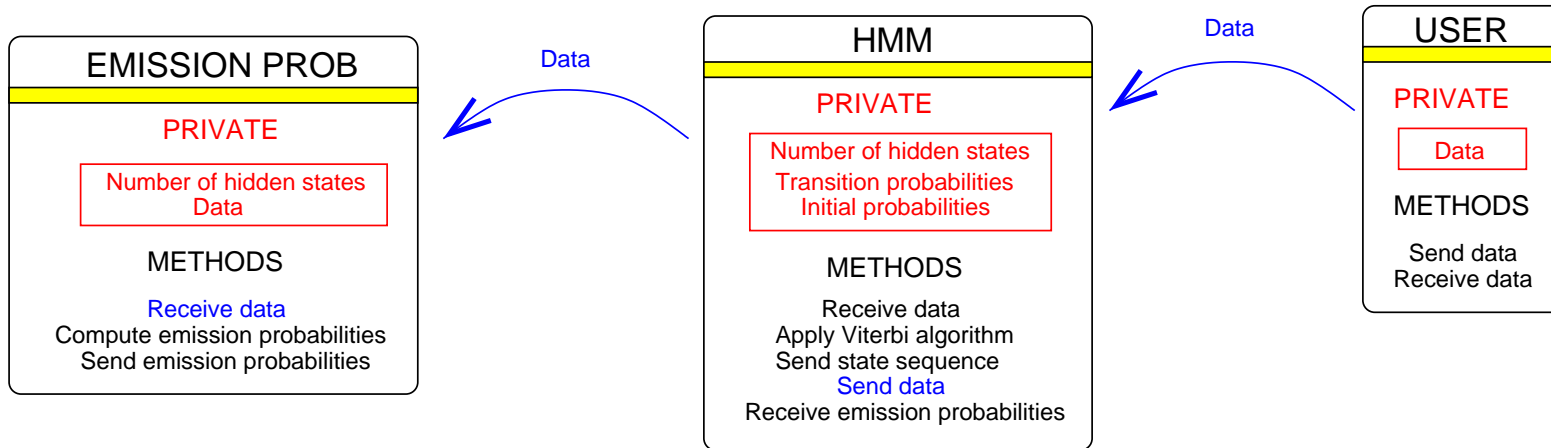 EMISSION PROB
PRIVATE
Number of hidden states
Data
METHODS
Receive data
Compute emission probabilities
Send emission probabilities
Data
HMM
PRIVATE
Number of hidden states
Transition probabilities
Initial probabilities
METHODS
Receive data
Apply Viterbi algorithm
Send state sequence
Send data
Receive emission probabilities
Data
USER
PRIVATE
Data
METHODS
Send data
Receive data